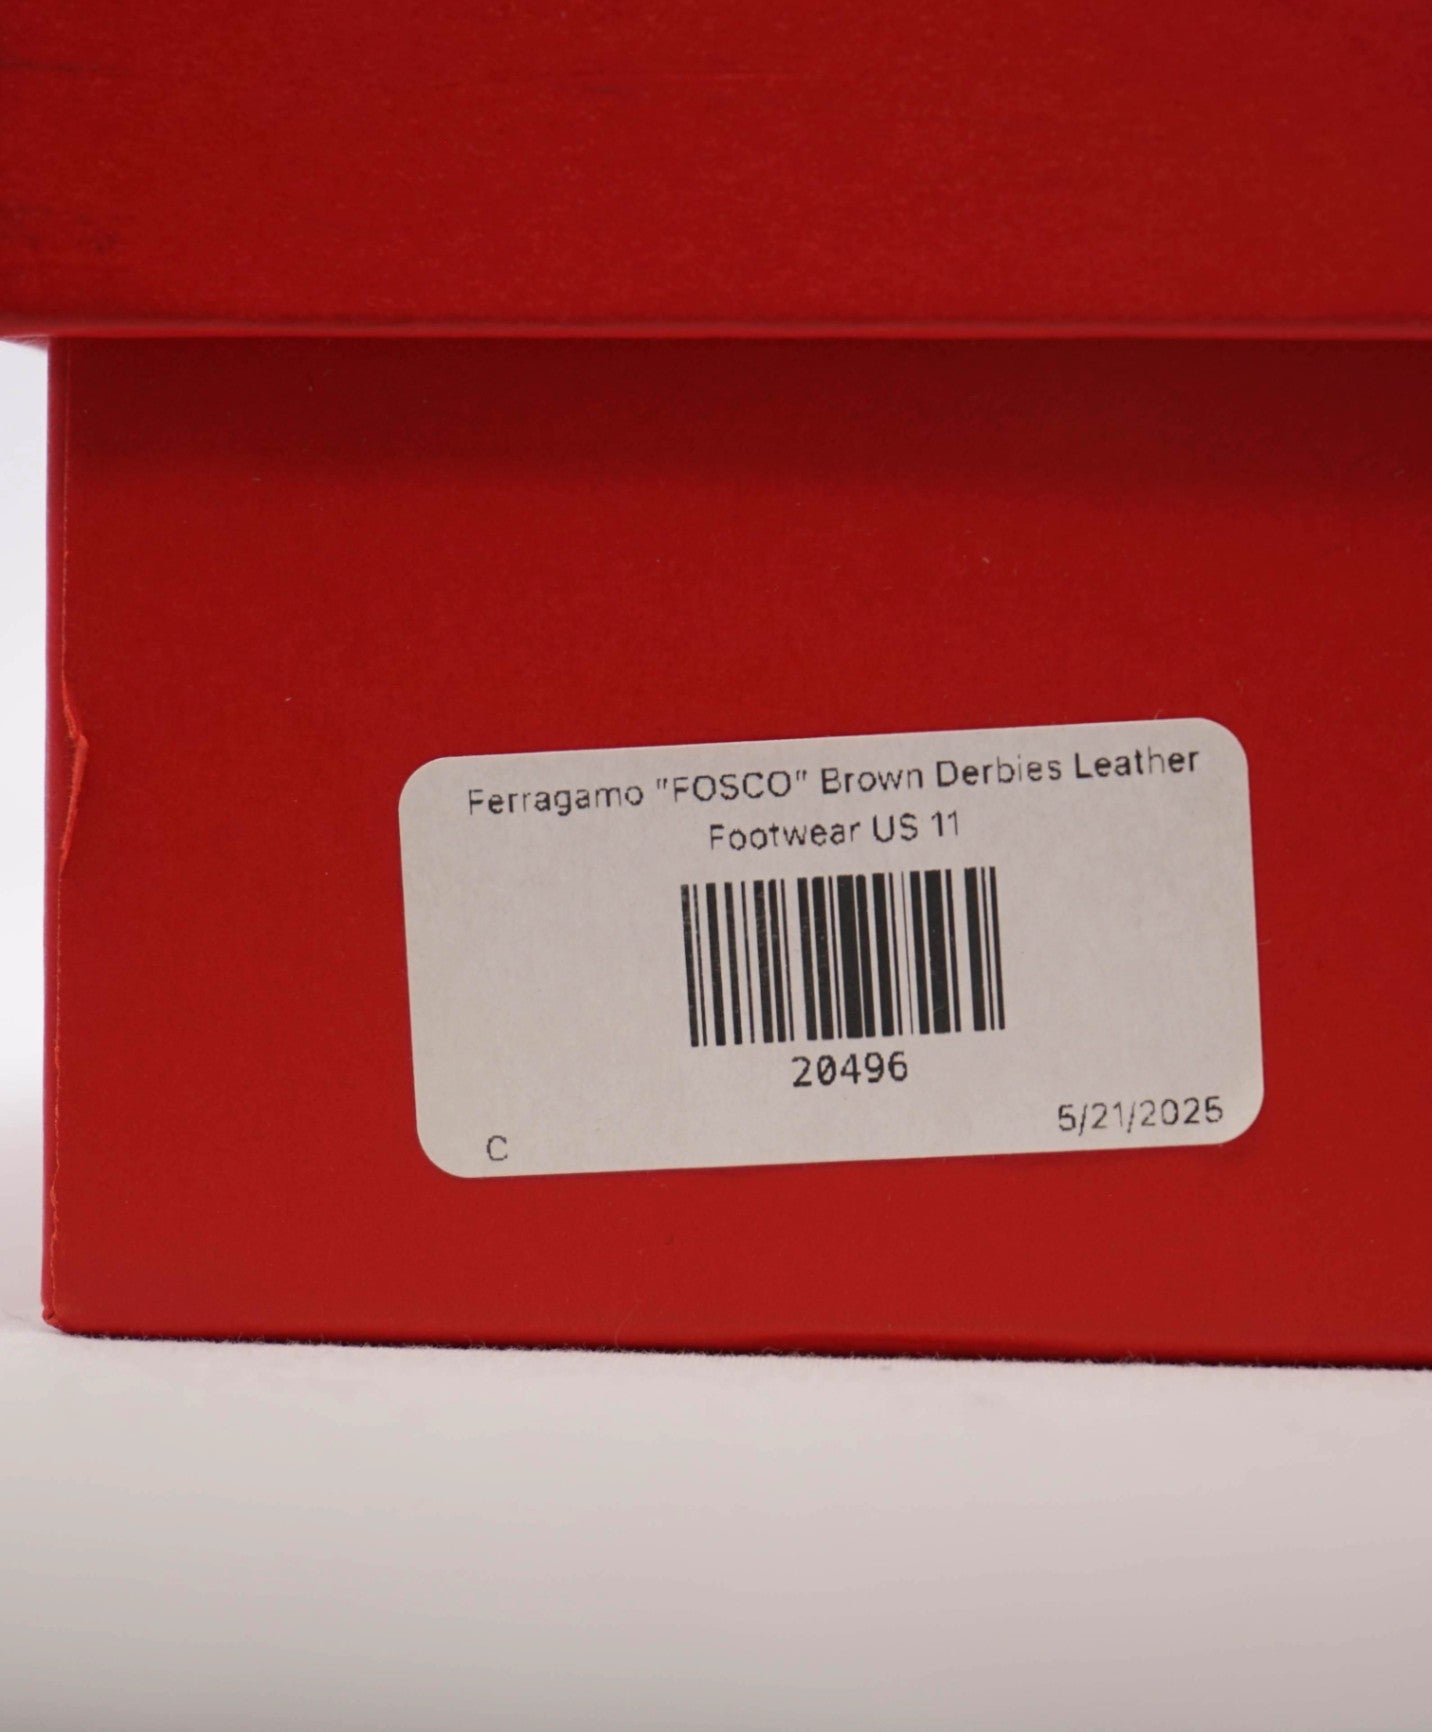 Ferragamo "FOSCO" Brown Derbies Leather
Footwear US 11
20496
5/21/2025
C